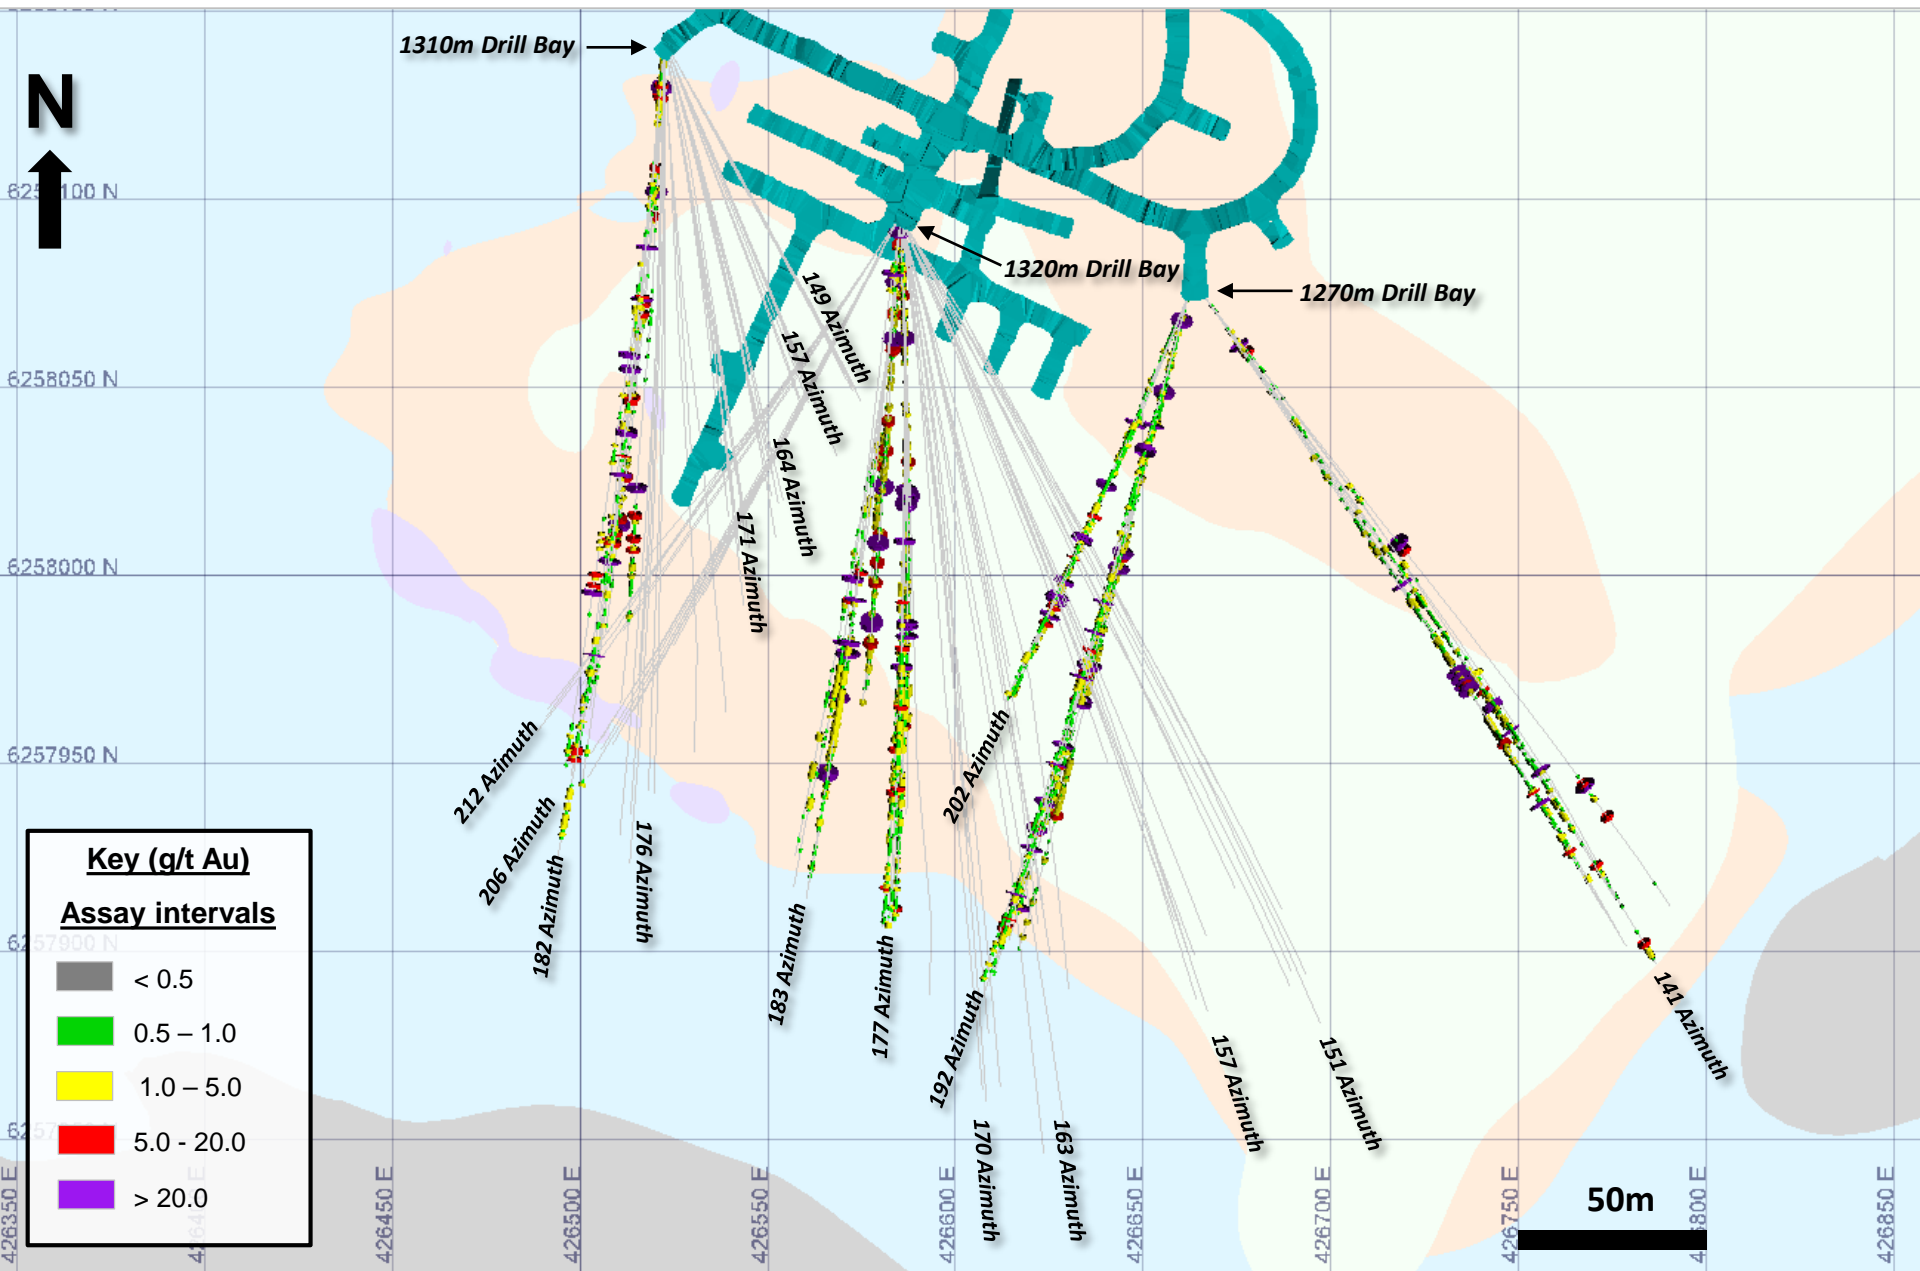 1310m Drill Bay
N
100 N
1320m Drill Bay
1270m Drill Bay
149 Azimuth
157 Azimuth
6258050 N
164 Azimuth
171 Azimuth
6258000 N
212 Azimuth
202 Azimuth
6257950 N
206 Azimuth
176 Azimuth
182 Azimuth
183 Azimuth
177 Azimuth
192 Azimuth
141 Azimuth
157 Azimuth
151 Azimuth
170 Azimuth
163 Azimuth
Key (g/t Au)
Assay intervals
< 0.5
0.5 – 1.0
1.0 – 5.0
5.0 - 20.0
> 20.0
50m
426350 E
426450 E
426500 E
426550 E
426600 E
426650 E
426700 E
426750 E
426800 E
426850 E